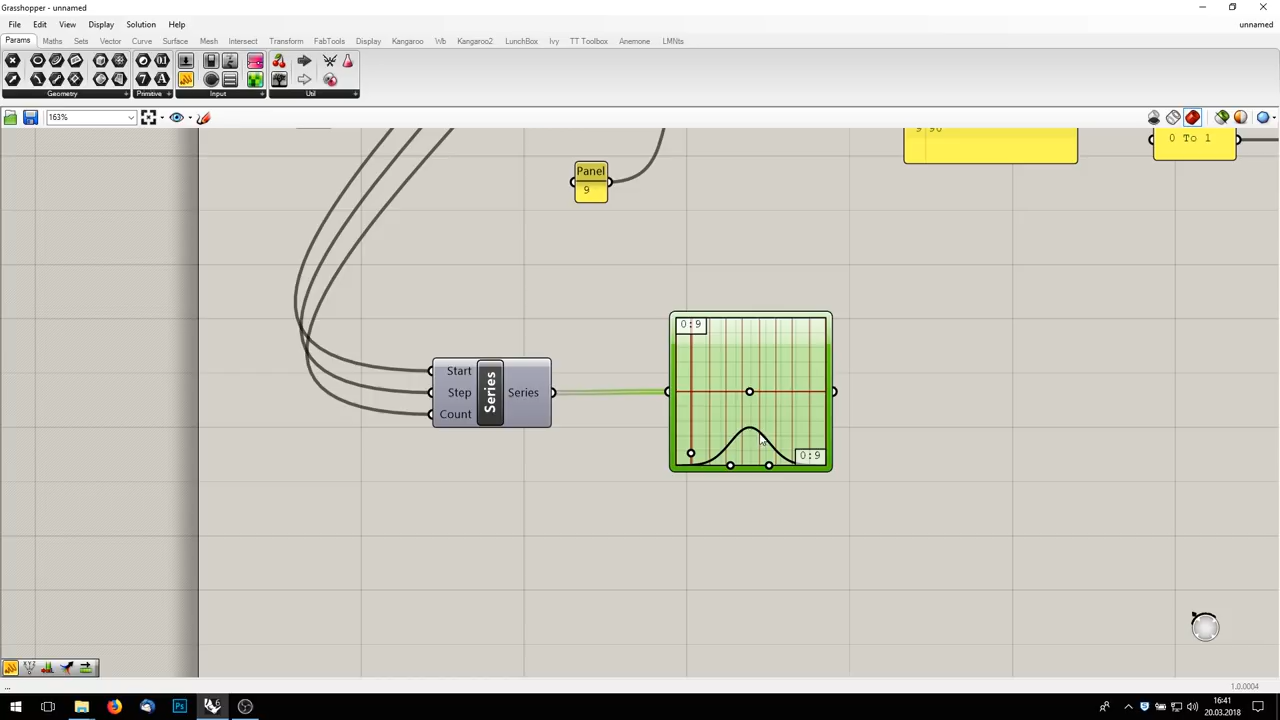 Grasshopper - unnamed
File Edit View Display Solution Help unnamed
Params Maths Sets Vector Curve Surface Mesh Intersect Transform FabTools Display Kangaroo Wb Kangaroo2 LunchBox Ivy TT Toolbox Anemone LMNts
Geometry + Primitive + Input + Util +
163%
0 To 1
Panel
9
0:9
Start
Step
Count
Series
Series
0:9
...
1.0.0004
16:41
20.03.2018